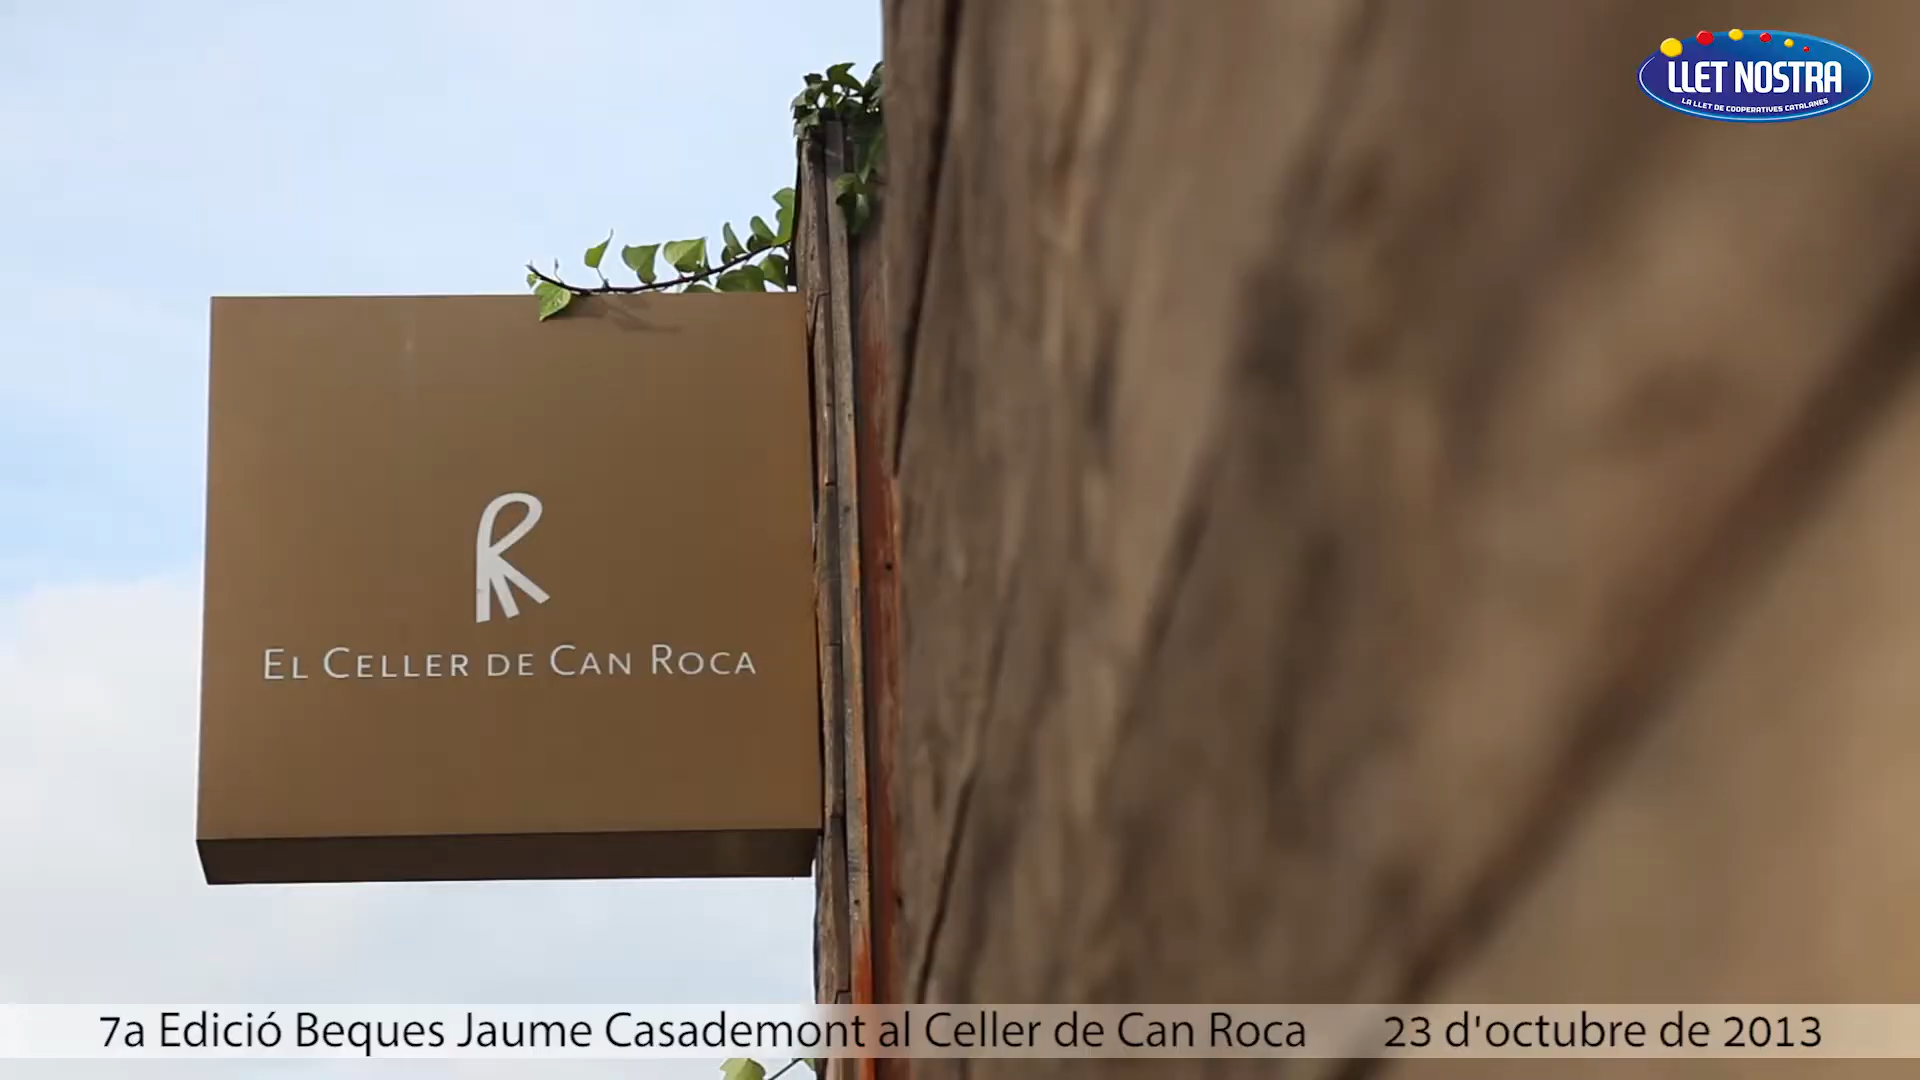 LLET NOSTRA
LA LLET DE COOPERATIVES CATALANES
R
EL CELLER DE CAN ROCA
7a Edició Beques Jaume Casademont al Celler de Can Roca 23 d'octubre de 2013